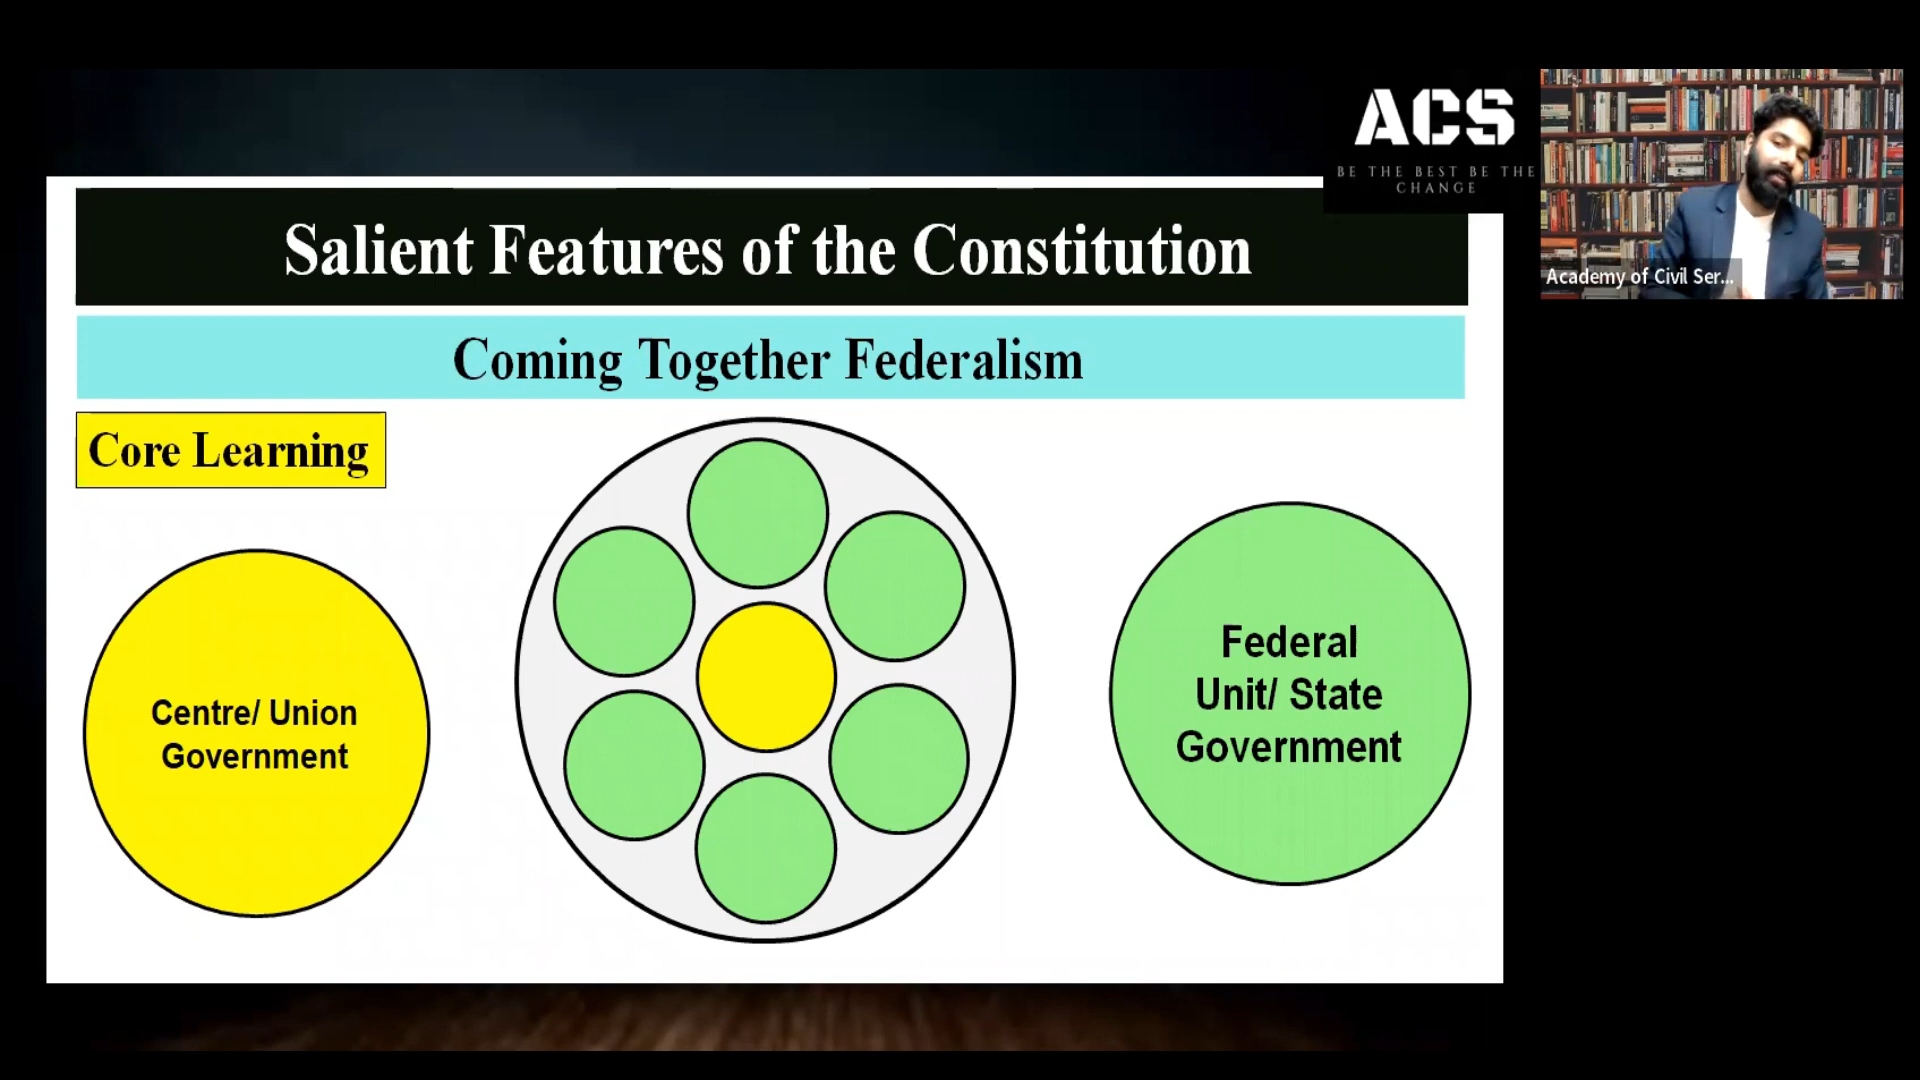 ACS
BE THE BEST BE THE
CHANGE
Academy of Civil Ser...
Salient Features of the Constitution
Coming Together Federalism
Core Learning
Centre/ Union
Government
Federal
Unit/ State
Government